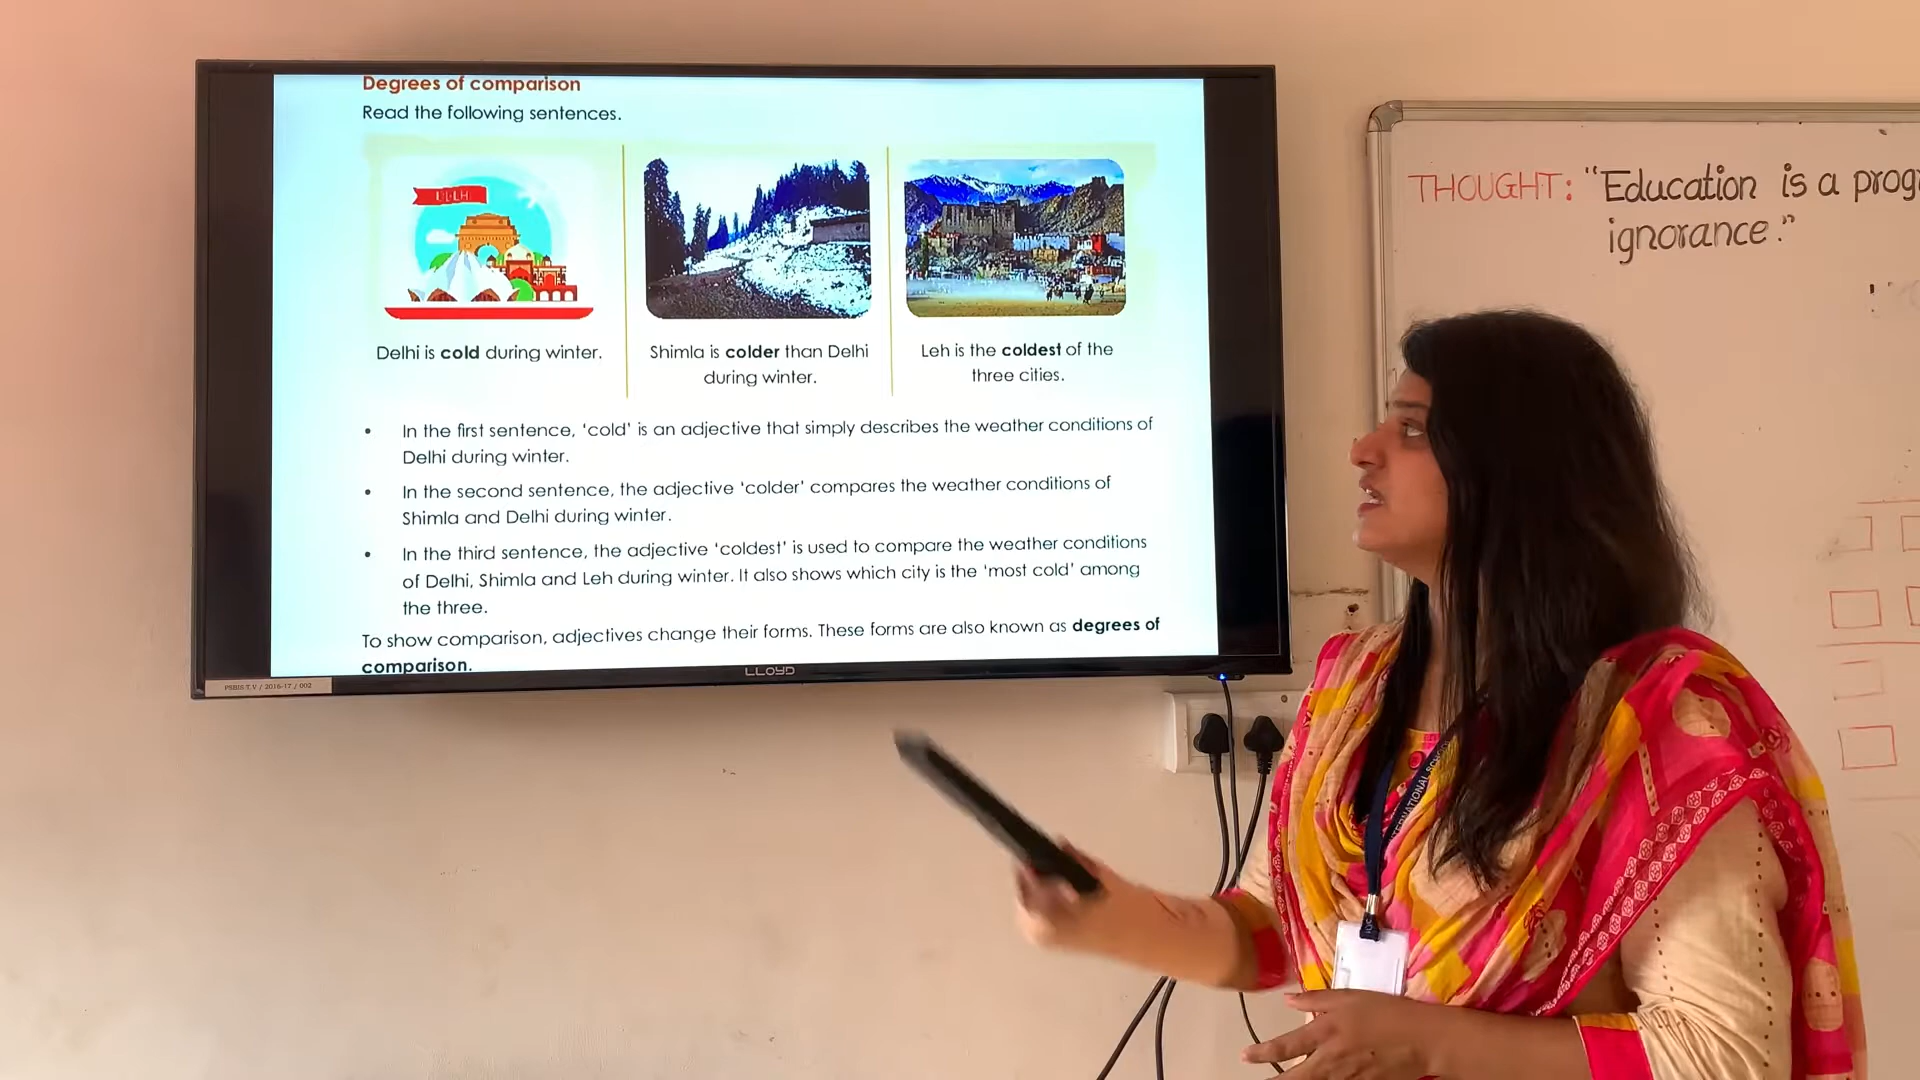 Degrees of comparison
Read the following sentences.
Delhi is cold during winter.
Shimla is colder than Delhi
during winter.
Leh is the coldest of the
three cities.
• In the first sentence, ‘cold’ is an adjective that simply describes the weather conditions of
Delhi during winter.
• In the second sentence, the adjective ‘colder’ compares the weather conditions of
Shimla and Delhi during winter.
• In the third sentence, the adjective ‘coldest’ is used to compare the weather conditions
of Delhi, Shimla and Leh during winter. It also shows which city is the ‘most cold’ among
the three.
To show comparison, adjectives change their forms. These forms are also known as degrees of
comparison.
LLOYD
PSBIS T.V / 2016-17 / 002
THOUGHT: “Education is a prog
ignorance.”
INTERNATIONAL